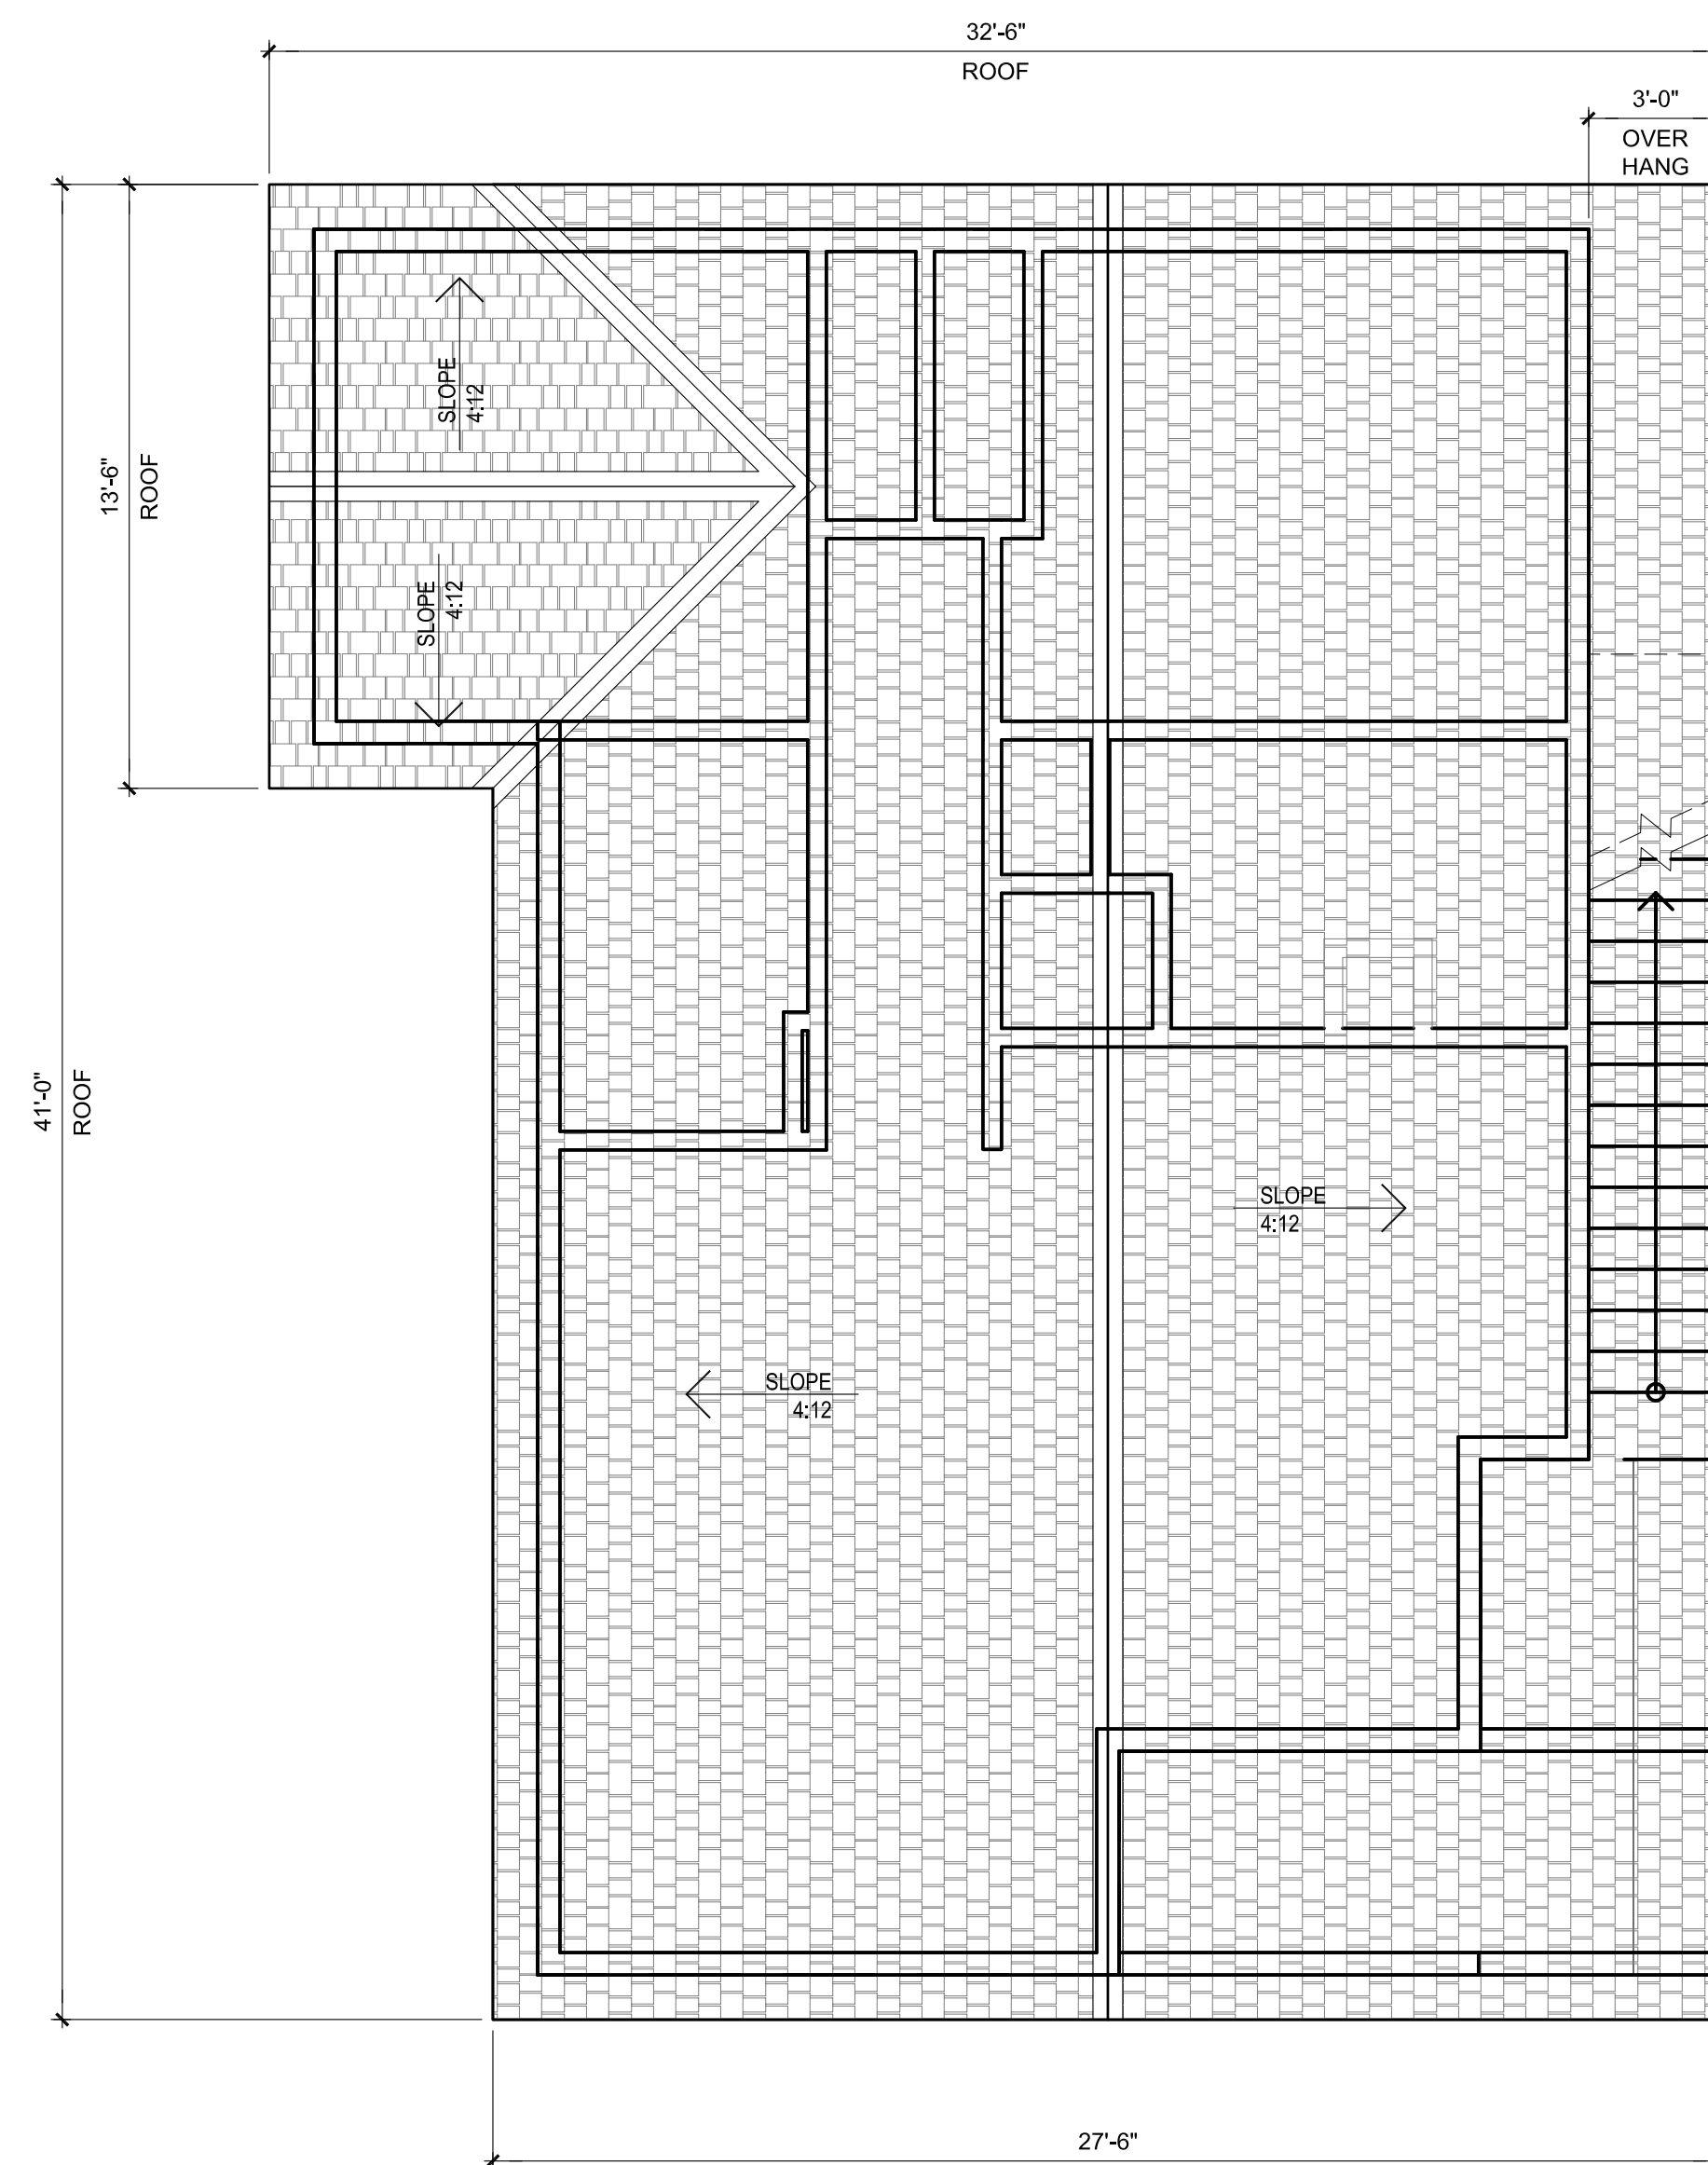 32'-6"
ROOF
3'-0"
OVER
HANG
SLOPE
4:12
13'-6"
ROOF
SLOPE
4:12
41'-0"
ROOF
SLOPE
4:12
SLOPE
4:12
27'-6"